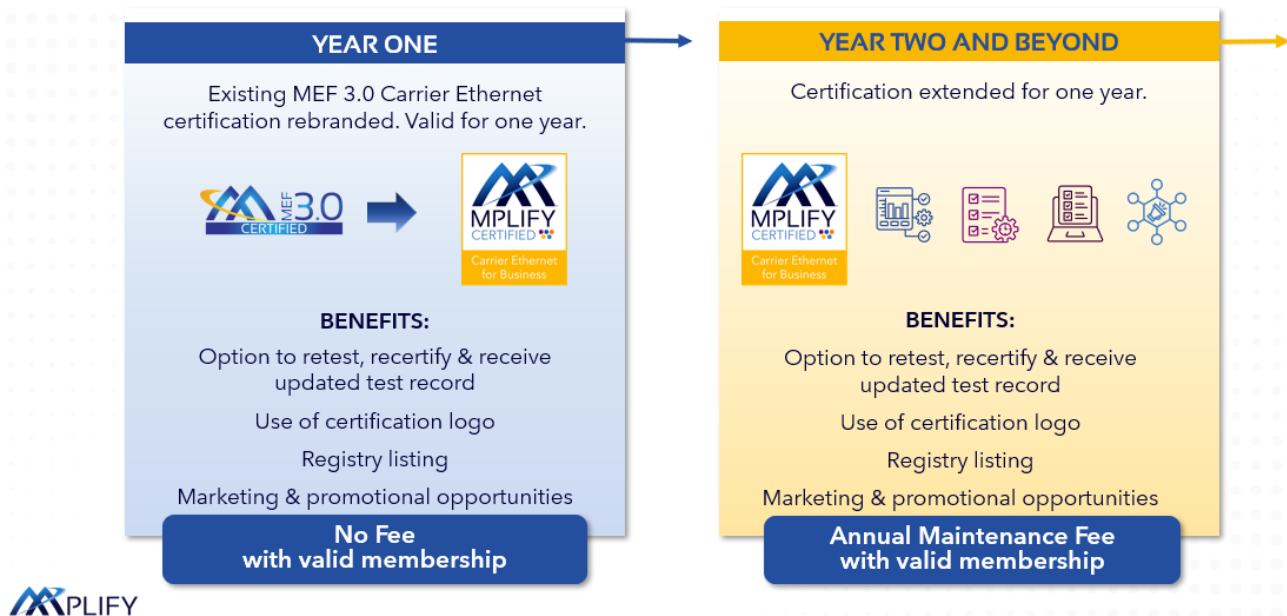 YEAR ONE
Existing MEF 3.0 Carrier Ethernet
certification rebranded. Valid for one year.
MEF 3.0
CERTIFIED
MPLIFY
CERTIFIED
Carrier Ethernet
for Business
BENEFITS:
Option to retest, recertify & receive
updated test record
Use of certification logo
Registry listing
Marketing & promotional opportunities
No Fee
with valid membership
YEAR TWO AND BEYOND
Certification extended for one year.
MPLIFY
CERTIFIED
Carrier Ethernet
for Business
BENEFITS:
Option to retest, recertify & receive
updated test record
Use of certification logo
Registry listing
Marketing & promotional opportunities
Annual Maintenance Fee
with valid membership
MPLIFY